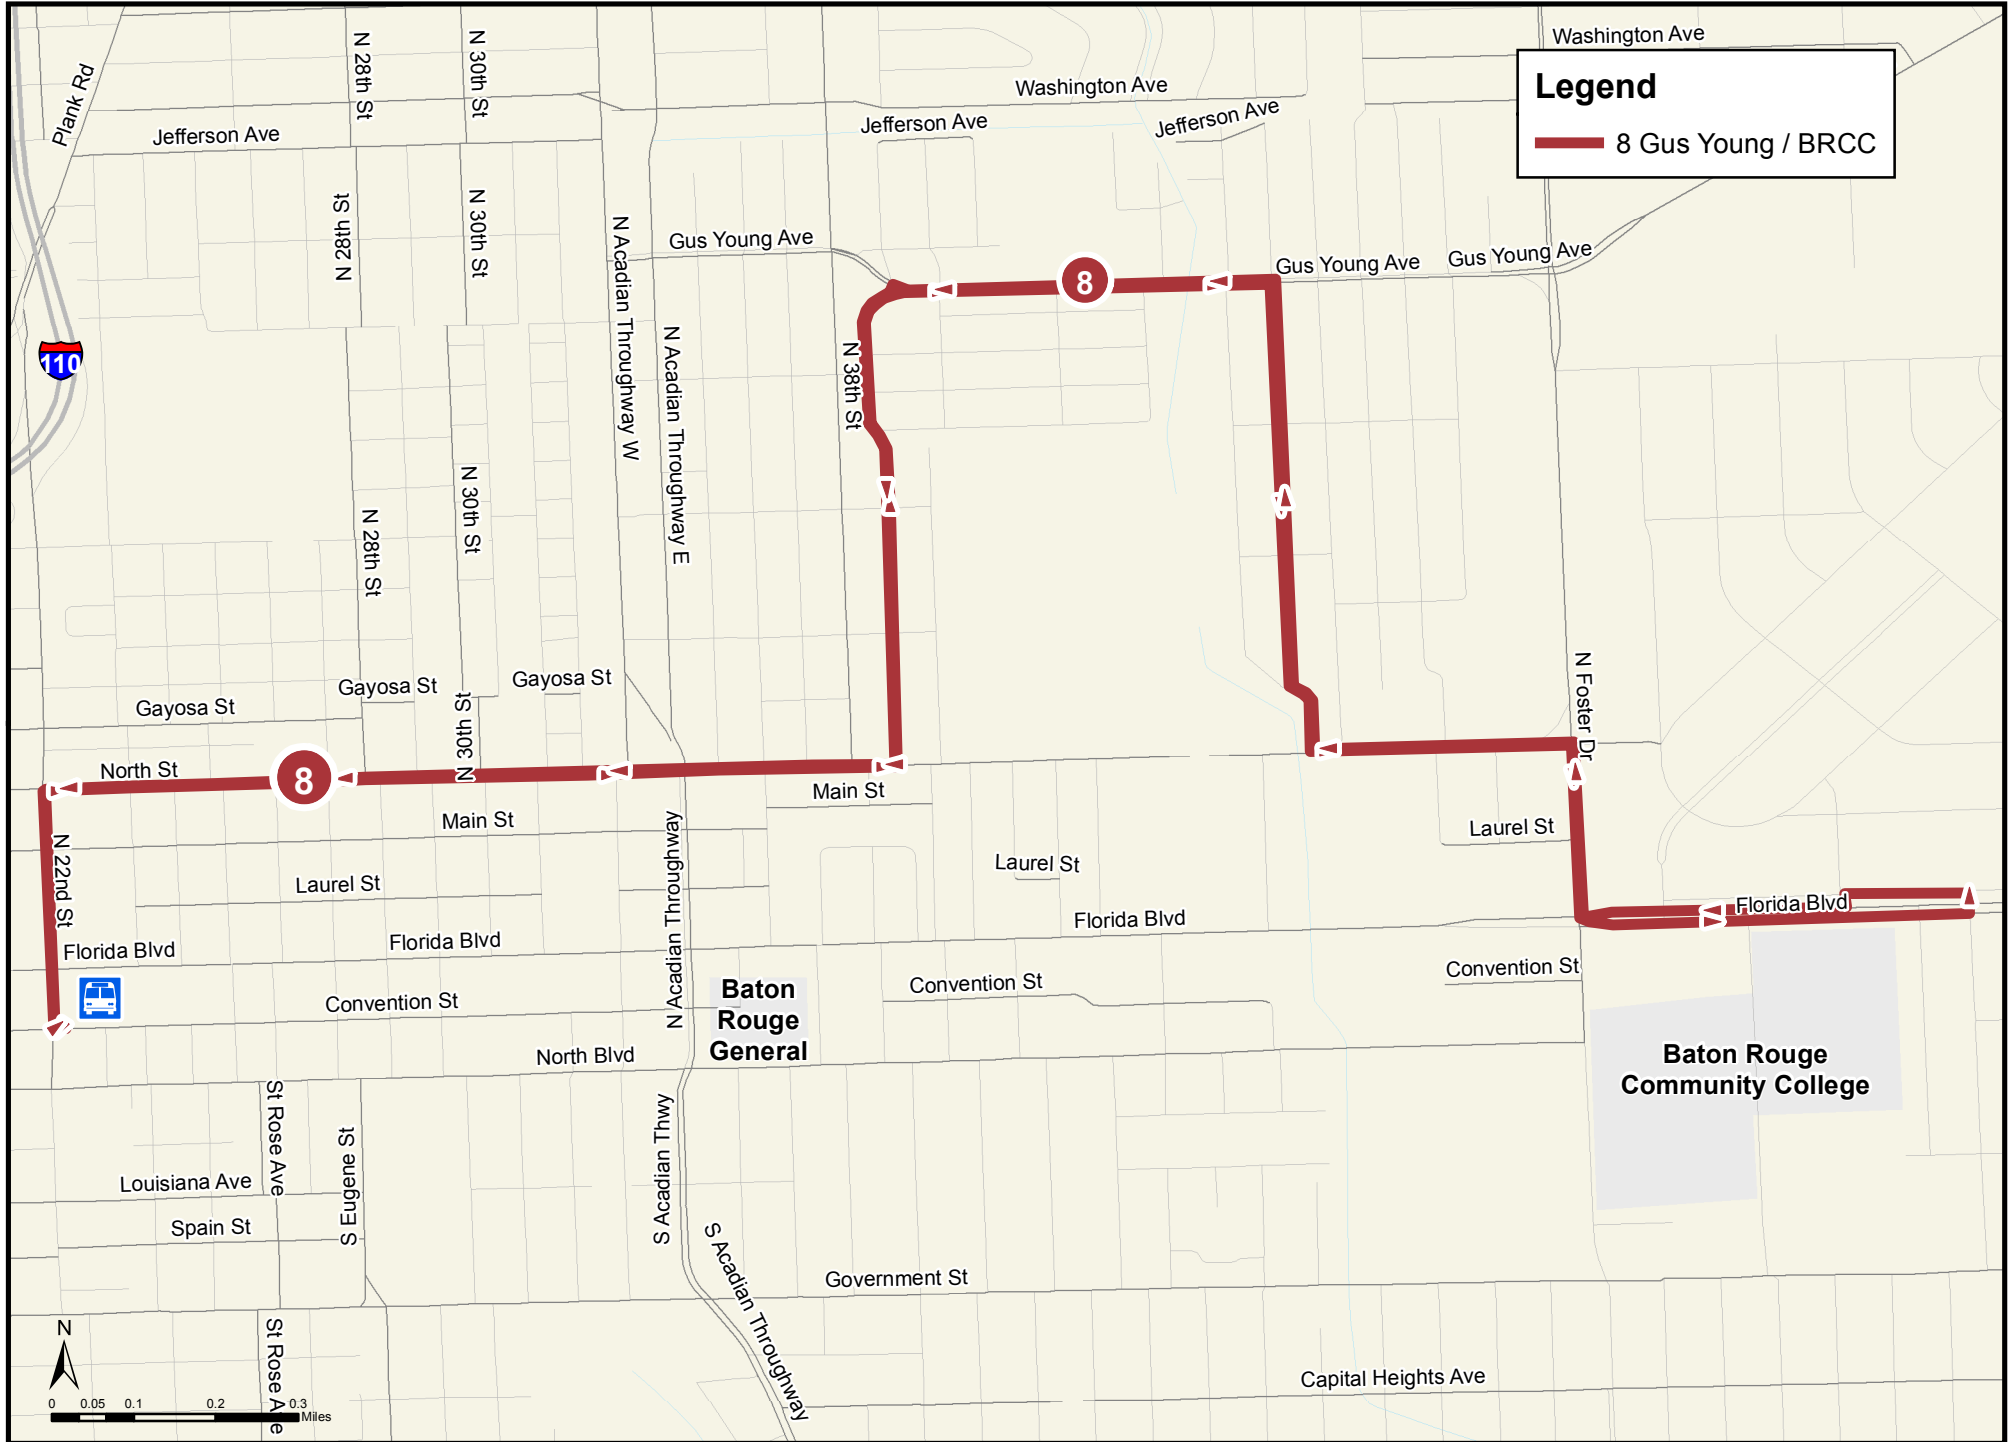 Washington Ave
N 28th St
N 30th St
Plank Rd
Legend
8 Gus Young / BRCC
Washington Ave
Jefferson Ave
Jefferson Ave
Jefferson Ave
N 28th St
N 30th St
N Acadian Throughway W
Gus Young Ave
Gus Young Ave
Gus Young Ave
8
110
N Acadian Throughway E
N 38th St
N 30th St
N 28th St
Gayosa St
Gayosa St
Gayosa St
N 30th St
N Foster Dr
North St
8
Main St
Main St
Laurel St
N 22nd St
Laurel St
Laurel St
N Acadian Throughway
Florida Blvd
Florida Blvd
Florida Blvd
Florida Blvd
Convention St
Convention St
Convention St
Baton
Rouge
General
North Blvd
Baton Rouge
Community College
St Rose Ave
S Eugene St
S Acadian Thwy
Louisiana Ave
Spain St
S Acadian Throughway
Government St
St Rose Ave
Capital Heights Ave
N
0 0.05 0.1 0.2 0.3
Miles